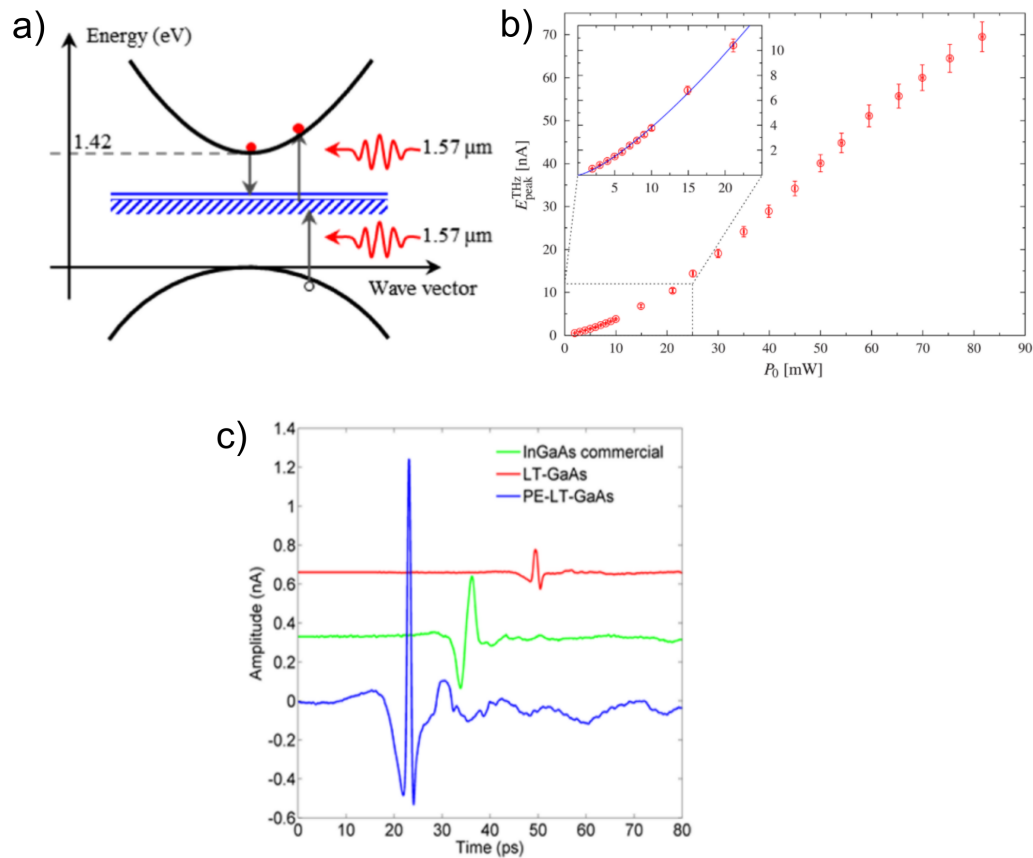 a)
Energy (eV)
1.42
1.57 μm
1.57 μm
Wave vector
b)
E_peak^THz [nA]
70
60
50
40
30
20
10
0
0 10 20 30 40 50 60 70 80 90
P₀ [mW]
10
8
6
4
2
5 10 15 20
c)
Amplitude (nA)
1.4
1.2
1
0.8
0.6
0.4
0.2
0
-0.2
-0.4
-0.6
InGaAs commercial
LT-GaAs
PE-LT-GaAs
0 10 20 30 40 50 60 70 80
Time (ps)